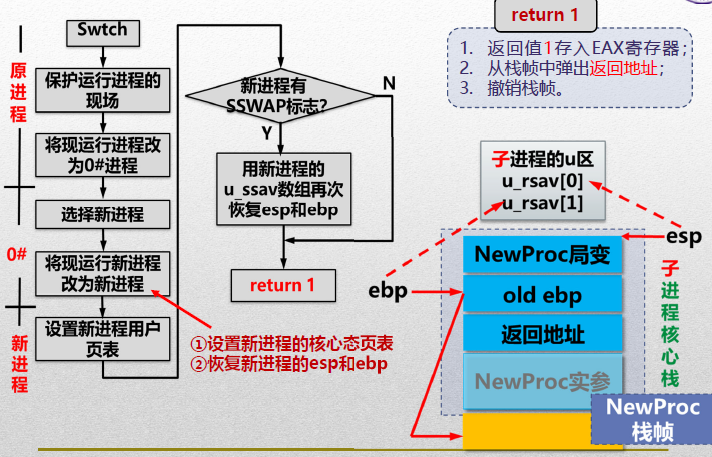 Swtch
原进程
保护运行进程的
现场
将现运行进程改
为0#进程
选择新进程
0#
将现运行新进程
改为新进程
新进程
设置新进程用户
页表
①设置新进程的核心态页表
②恢复新进程的esp和ebp
新进程有
SSWAP标志?
N
Y
用新进程的
u_ssav数组再次
恢复esp和ebp
return 1
return 1
1. 返回值1存入EAX寄存器；
2. 从栈帧中弹出返回地址；
3. 撤销栈帧。
子进程的u区
u_rsav[0]
u_rsav[1]
esp
ebp
NewProc局变
old ebp
返回地址
NewProc实参
子进程核心栈
NewProc
栈帧